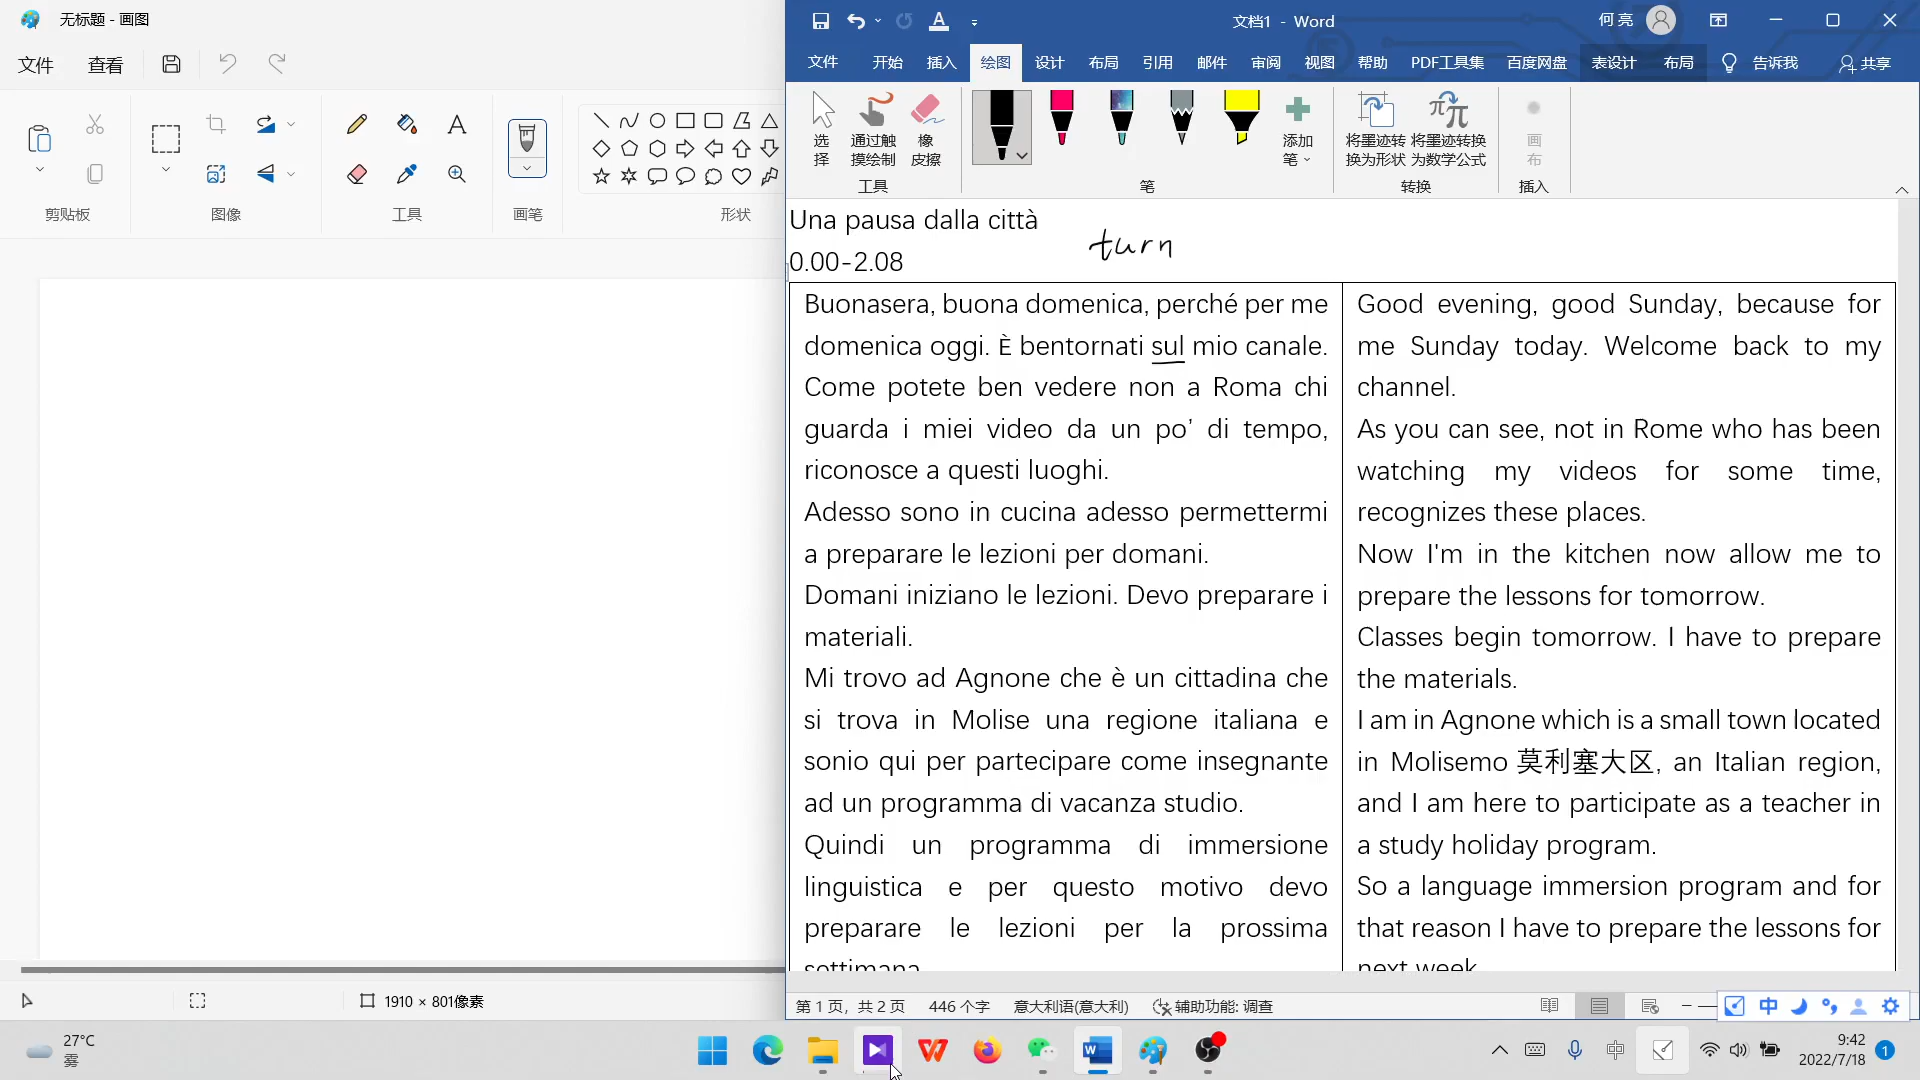 无标题 - 画图
文件 查看
剪贴板 图像 工具 画笔 形状
1910 × 801像素
文档1 - Word
何 亮
文件 开始 插入 绘图 设计 布局 引用 邮件 审阅 视图 帮助 PDF工具集 百度网盘 表设计 布局 告诉我 共享
选择 通过触摸绘制 橡皮擦 添加笔 将墨迹转换为形状 将墨迹转换为数学公式 画布
工具 笔 转换 插入
Una pausa dalla città
turn
0.00-2.08
Buonasera, buona domenica, perché per me
domenica oggi. È bentornati sul mio canale.
Come potete ben vedere non a Roma chi
guarda i miei video da un po’ di tempo,
riconosce a questi luoghi.
Adesso sono in cucina adesso permettermi
a preparare le lezioni per domani.
Domani iniziano le lezioni. Devo preparare i
materiali.
Mi trovo ad Agnone che è un cittadina che
si trova in Molise una regione italiana e
sonio qui per partecipare come insegnante
ad un programma di vacanza studio.
Quindi un programma di immersione
linguistica e per questo motivo devo
preparare le lezioni per la prossima
settimana
Good evening, good Sunday, because for
me Sunday today. Welcome back to my
channel.
As you can see, not in Rome who has been
watching my videos for some time,
recognizes these places.
Now I'm in the kitchen now allow me to
prepare the lessons for tomorrow.
Classes begin tomorrow. I have to prepare
the materials.
I am in Agnone which is a small town located
in Molisemo 莫利塞大区, an Italian region,
and I am here to participate as a teacher in
a study holiday program.
So a language immersion program and for
that reason I have to prepare the lessons for
next week
第 1 页，共 2 页 446 个字 意大利语(意大利) 辅助功能: 调查
中
27°C
雾
中
9:42
2022/7/18
1